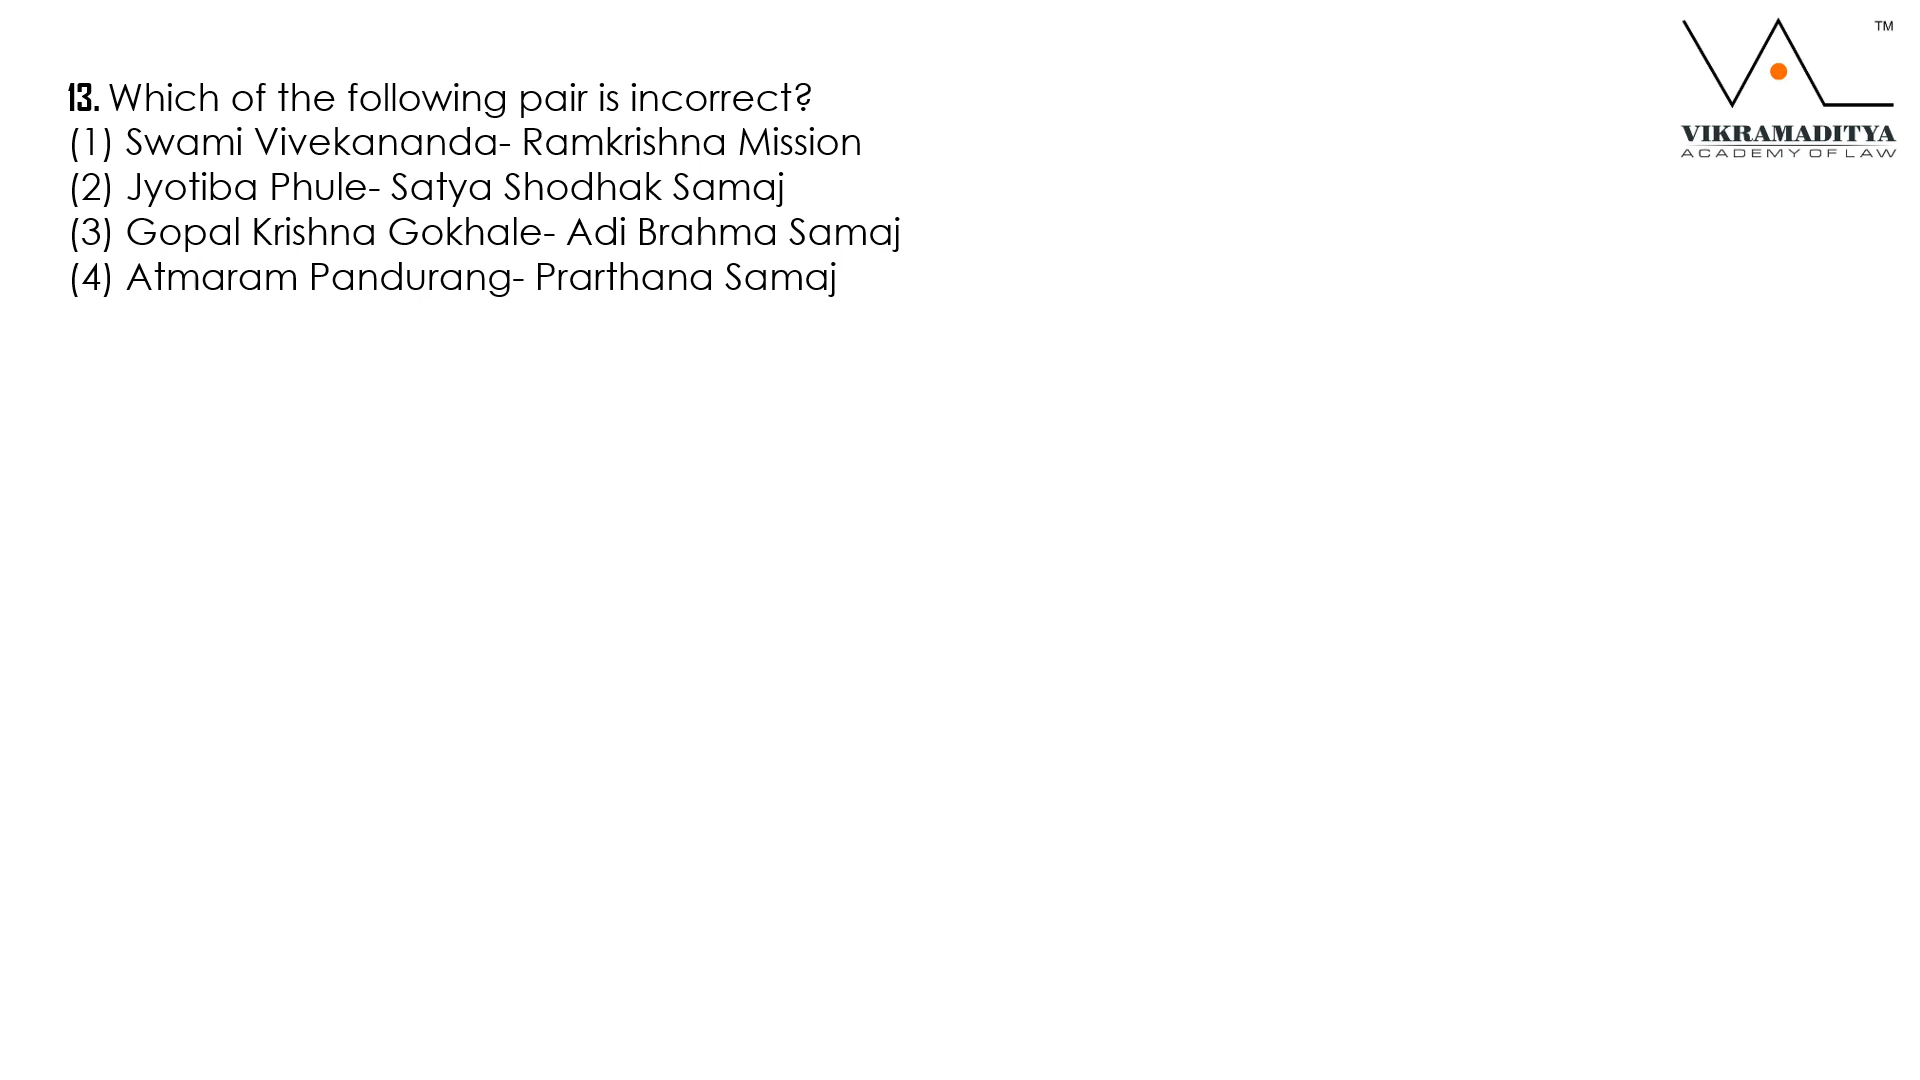 TM
VIKRAMADITYA
ACADEMY OF LAW
13. Which of the following pair is incorrect?
(1) Swami Vivekananda- Ramkrishna Mission
(2) Jyotiba Phule- Satya Shodhak Samaj
(3) Gopal Krishna Gokhale- Adi Brahma Samaj
(4) Atmaram Pandurang- Prarthana Samaj